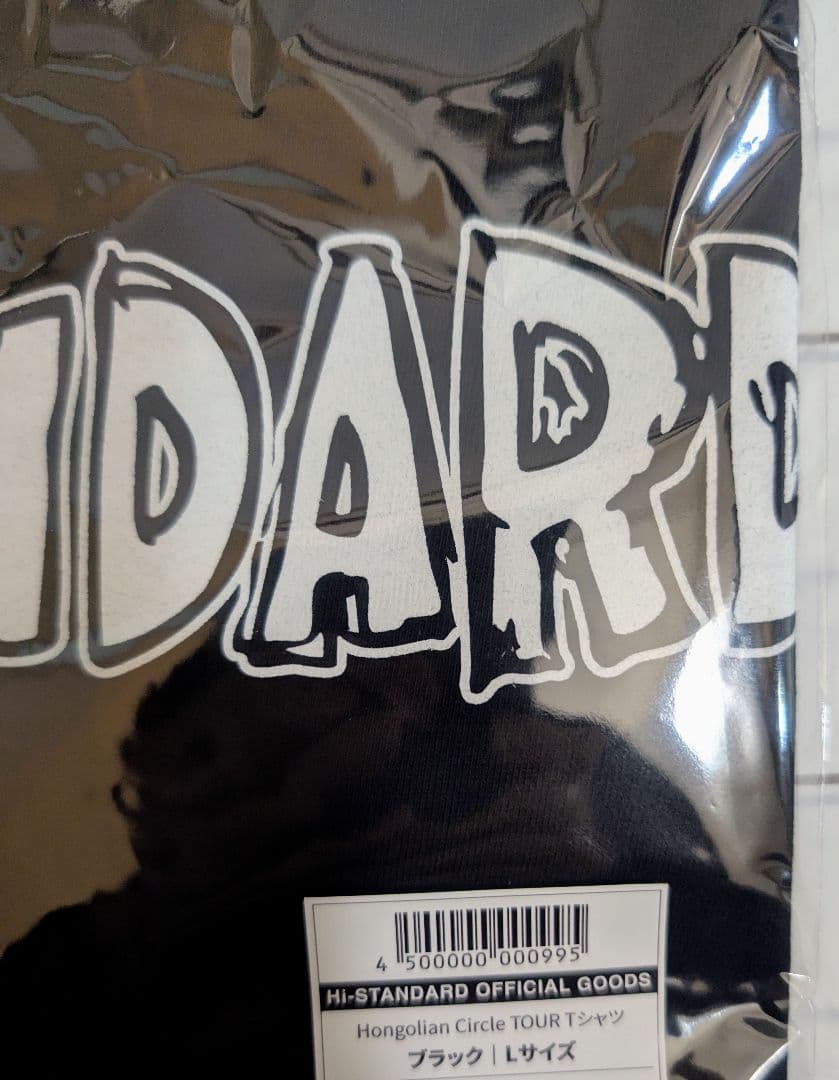 NDARD
4 500000 000995
Hi-STANDARD OFFICIAL GOODS
Hongolian Circle TOUR Tシャツ
ブラック｜Lサイズ